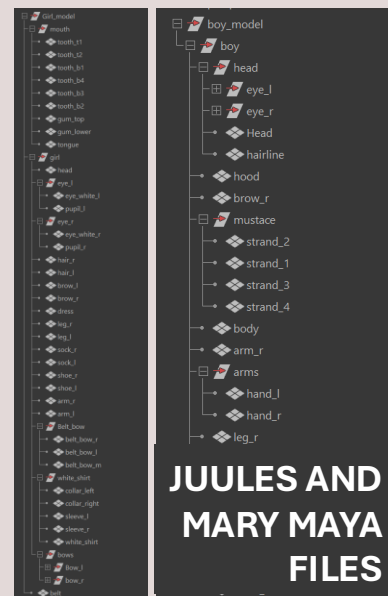 Girl_model
mouth
tooth_t1
tooth_t2
tooth_b1
tooth_b4
tooth_b3
tooth_b2
gum_top
gum_lower
tongue
girl
head
eye_l
eye_white_l
pupil_l
eye_r
eye_white_r
pupil_r
hair_r
hair_l
brow_l
brow_r
dress
leg_r
leg_l
sock_r
sock_l
shoe_r
shoe_l
arm_r
arm_l
Belt_bow
belt_bow_r
belt_bow_l
belt_bow_m
white_shirt
collar_left
collar_right
sleeve_l
sleeve_r
white_shirt
bows
Bow_l
bow_r
belt
boy_model
boy
head
eye_l
eye_r
Head
hairline
hood
brow_r
mustace
strand_2
strand_1
strand_3
strand_4
body
arm_r
arms
hand_l
hand_r
leg_r
JUULES AND
MARY MAYA
FILES